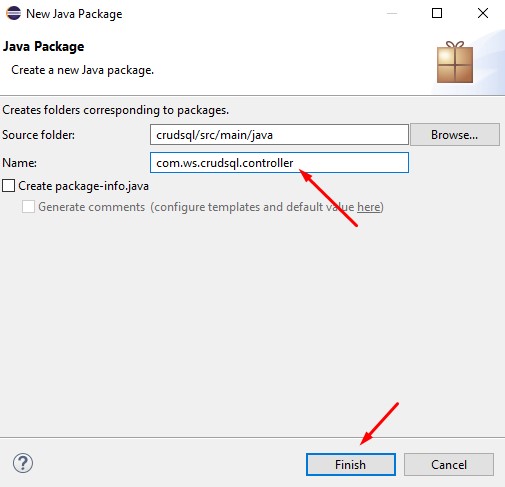 New Java Package
Java Package
Create a new Java package.
Creates folders corresponding to packages.
Source folder: crudsql/src/main/java Browse...
Name: com.ws.crudsql.controller
Create package-info.java
Generate comments (configure templates and default value here)
? Finish Cancel